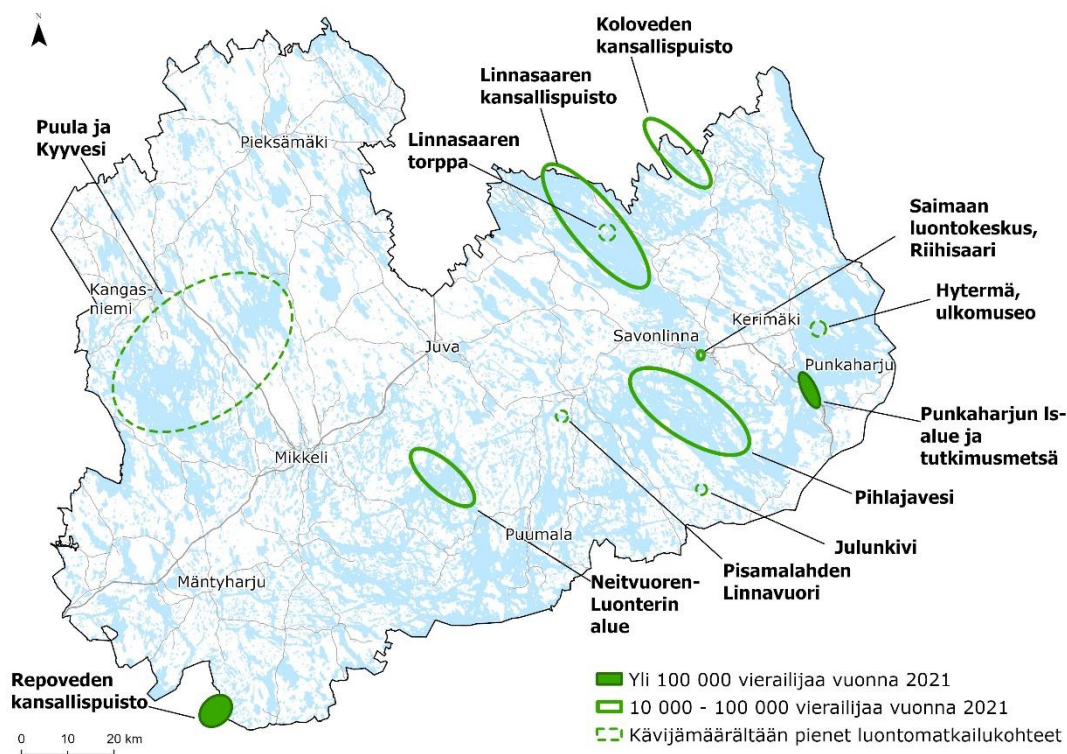 N
Koloveden
kansallispuisto
Linnasaaren
kansallispuisto
Linnasaaren
torppa
Puula ja
Kyyvesi
Pieksämäki
Saimaan
luontokeskus,
Riihisaari
Hytermä,
ulkomuseo
Kangas-
niemi
Juva
Savonlinna
Kerimäki
Punkaharju
Punkaharjun ls-
alue ja
tutkimusmetsä
Mikkeli
Pihlajavesi
Puumala
Julunkivi
Pisamalahden
Linnavuori
Neitvuoren-
Luonterin
alue
Mäntyharju
Repoveden
kansallispuisto
Yli 100 000 vierailijaa vuonna 2021
10 000 - 100 000 vierailijaa vuonna 2021
Kävijämäärältään pienet luontomatkailukohteet
0 10 20 km